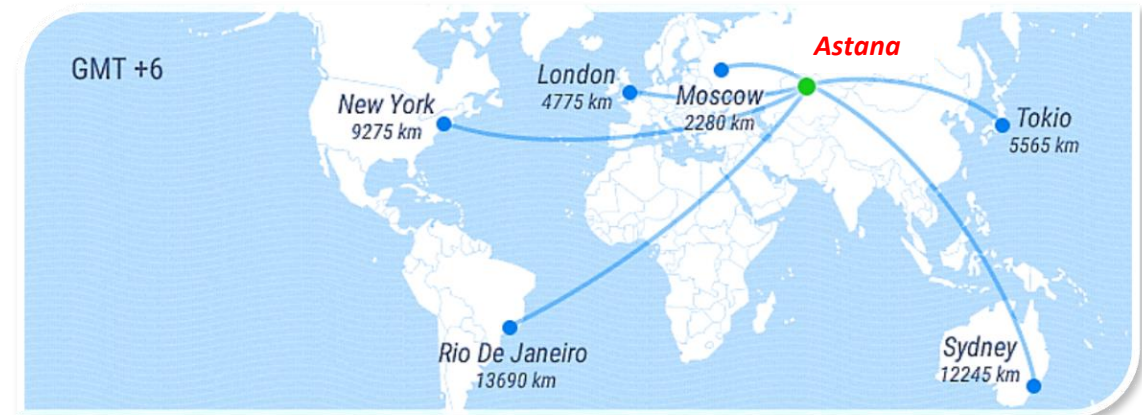 GMT +6
Astana
London
4775 km
New York
9275 km
Moscow
2280 km
Tokio
5565 km
Rio De Janeiro
13690 km
Sydney
12245 km